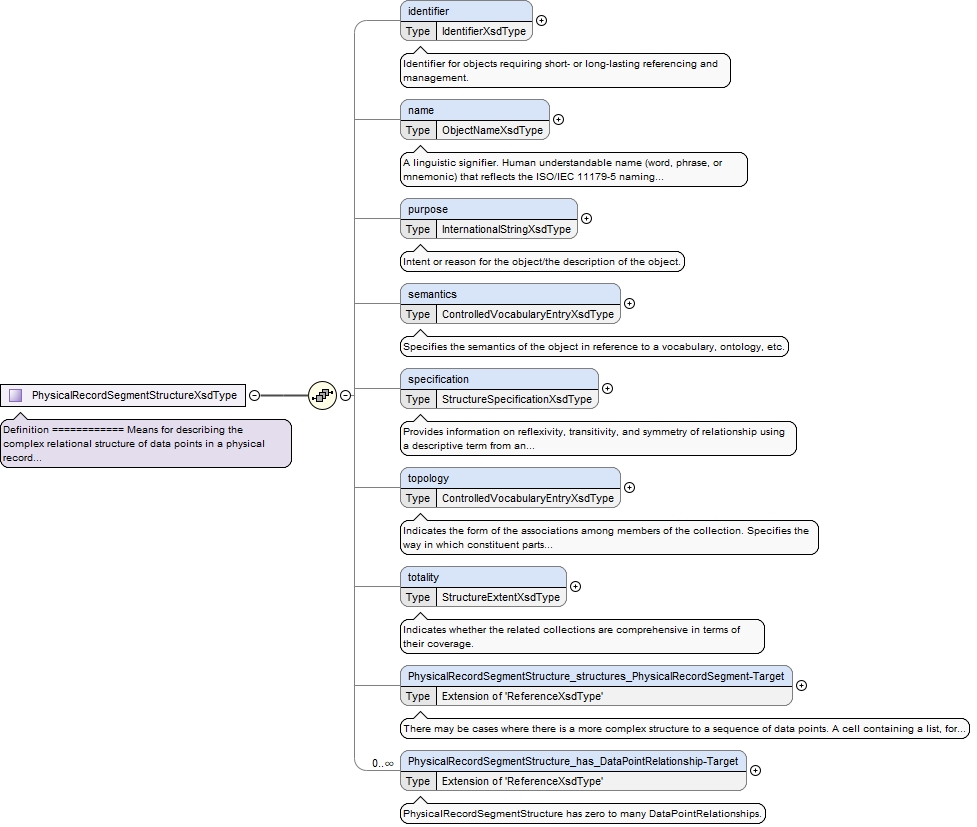 identifier
Type IdentifierXsdType
Identifier for objects requiring short- or long-lasting referencing and
management.
name
Type ObjectNameXsdType
A linguistic signifier. Human understandable name (word, phrase, or
mnemonic) that reflects the ISO/IEC 11179-5 naming...
purpose
Type InternationalStringXsdType
Intent or reason for the object/the description of the object.
semantics
Type ControlledVocabularyEntryXsdType
Specifies the semantics of the object in reference to a vocabulary, ontology, etc.
PhysicalRecordSegmentStructureXsdType
Definition ============ Means for describing the
complex relational structure of data points in a physical
record...
specification
Type StructureSpecificationXsdType
Provides information on reflexivity, transitivity, and symmetry of relationship using
a descriptive term from an...
topology
Type ControlledVocabularyEntryXsdType
Indicates the form of the associations among members of the collection. Specifies the
way in which constituent parts...
totality
Type StructureExtentXsdType
Indicates whether the related collections are comprehensive in terms of
their coverage.
PhysicalRecordSegmentStructure_structures_PhysicalRecordSegment-Target
Type Extension of 'ReferenceXsdType'
There may be cases where there is a more complex structure to a sequence of data points. A cell containing a list, for...
0..∞
PhysicalRecordSegmentStructure_has_DataPointRelationship-Target
Type Extension of 'ReferenceXsdType'
PhysicalRecordSegmentStructure has zero to many DataPointRelationships.